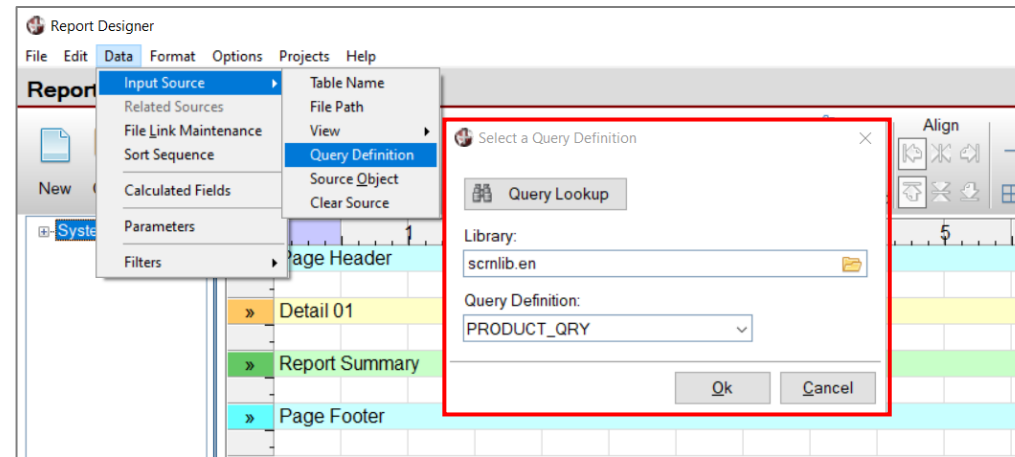 Report Designer
File Edit Data Format Options Projects Help
Report
Input Source
Related Sources
File Link Maintenance
Sort Sequence
Calculated Fields
Parameters
Filters
Table Name
File Path
View
Query Definition
Source Object
Clear Source
New
Align
Select a Query Definition
Query Lookup
Library:
scrnlib.en
Query Definition:
PRODUCT_QRY
Ok Cancel
Syste
1 5
Page Header
» Detail 01
» Report Summary
» Page Footer